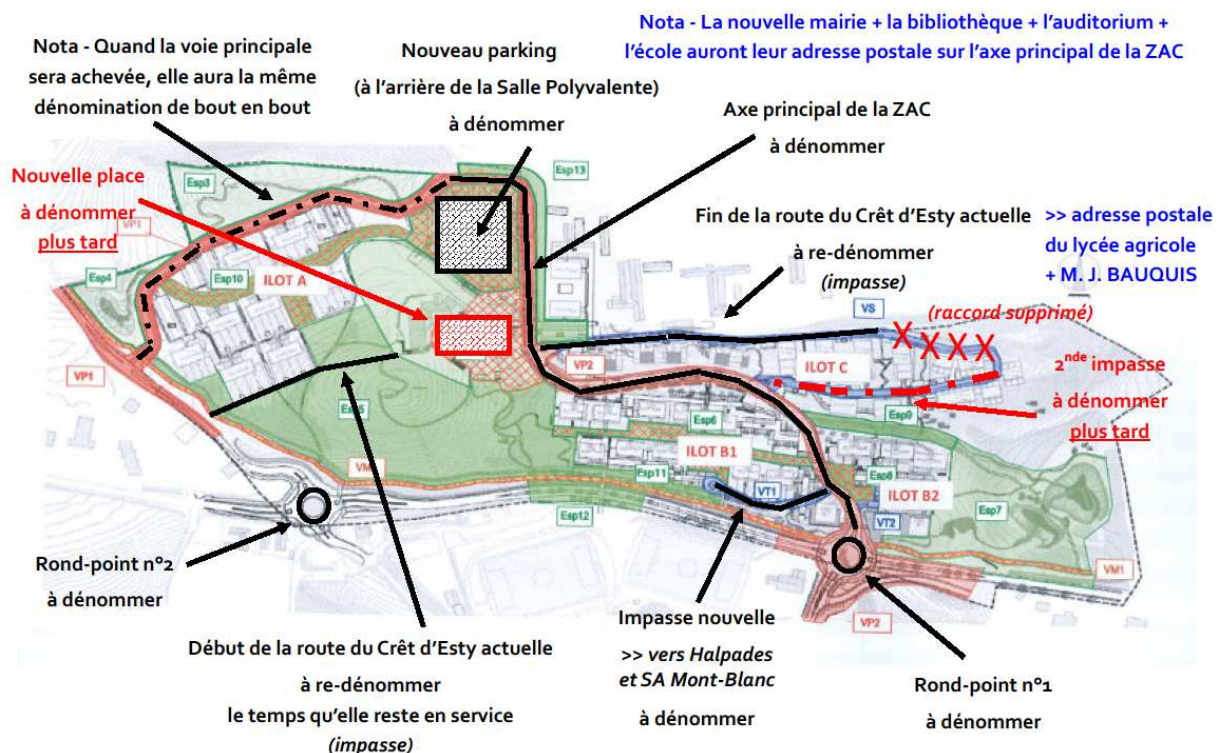 Nota - La nouvelle mairie + la bibliothèque + l'auditorium +
l'école auront leur adresse postale sur l'axe principal de la ZAC
Nota - Quand la voie principale
sera achevée, elle aura la même
dénomination de bout en bout
Nouveau parking
(à l'arrière de la Salle Polyvalente)
à dénommer
Axe principal de la ZAC
à dénommer
Nouvelle place
à dénommer
plus tard
Fin de la route du Crêt d'Esty actuelle
à re-dénommer
(impasse)
>> adresse postale
du lycée agricole
+ M. J. BAUQUIS
(raccord supprimé)
2nde impasse
à dénommer
plus tard
Esp3
Esp13
VP1
Esp4
Esp10
ILOT A
VS
VP1
VP2
ILOT C
Esp9
Esp6
ILOT B1
Esp11
Esp8
ILOT B2
VT1
VT2
Esp7
Esp12
VM1
VP2
Rond-point n°2
à dénommer
Début de la route du Crêt d'Esty actuelle
à re-dénommer
le temps qu'elle reste en service
(impasse)
Impasse nouvelle
>> vers Halpades
et SA Mont-Blanc
à dénommer
Rond-point n°1
à dénommer